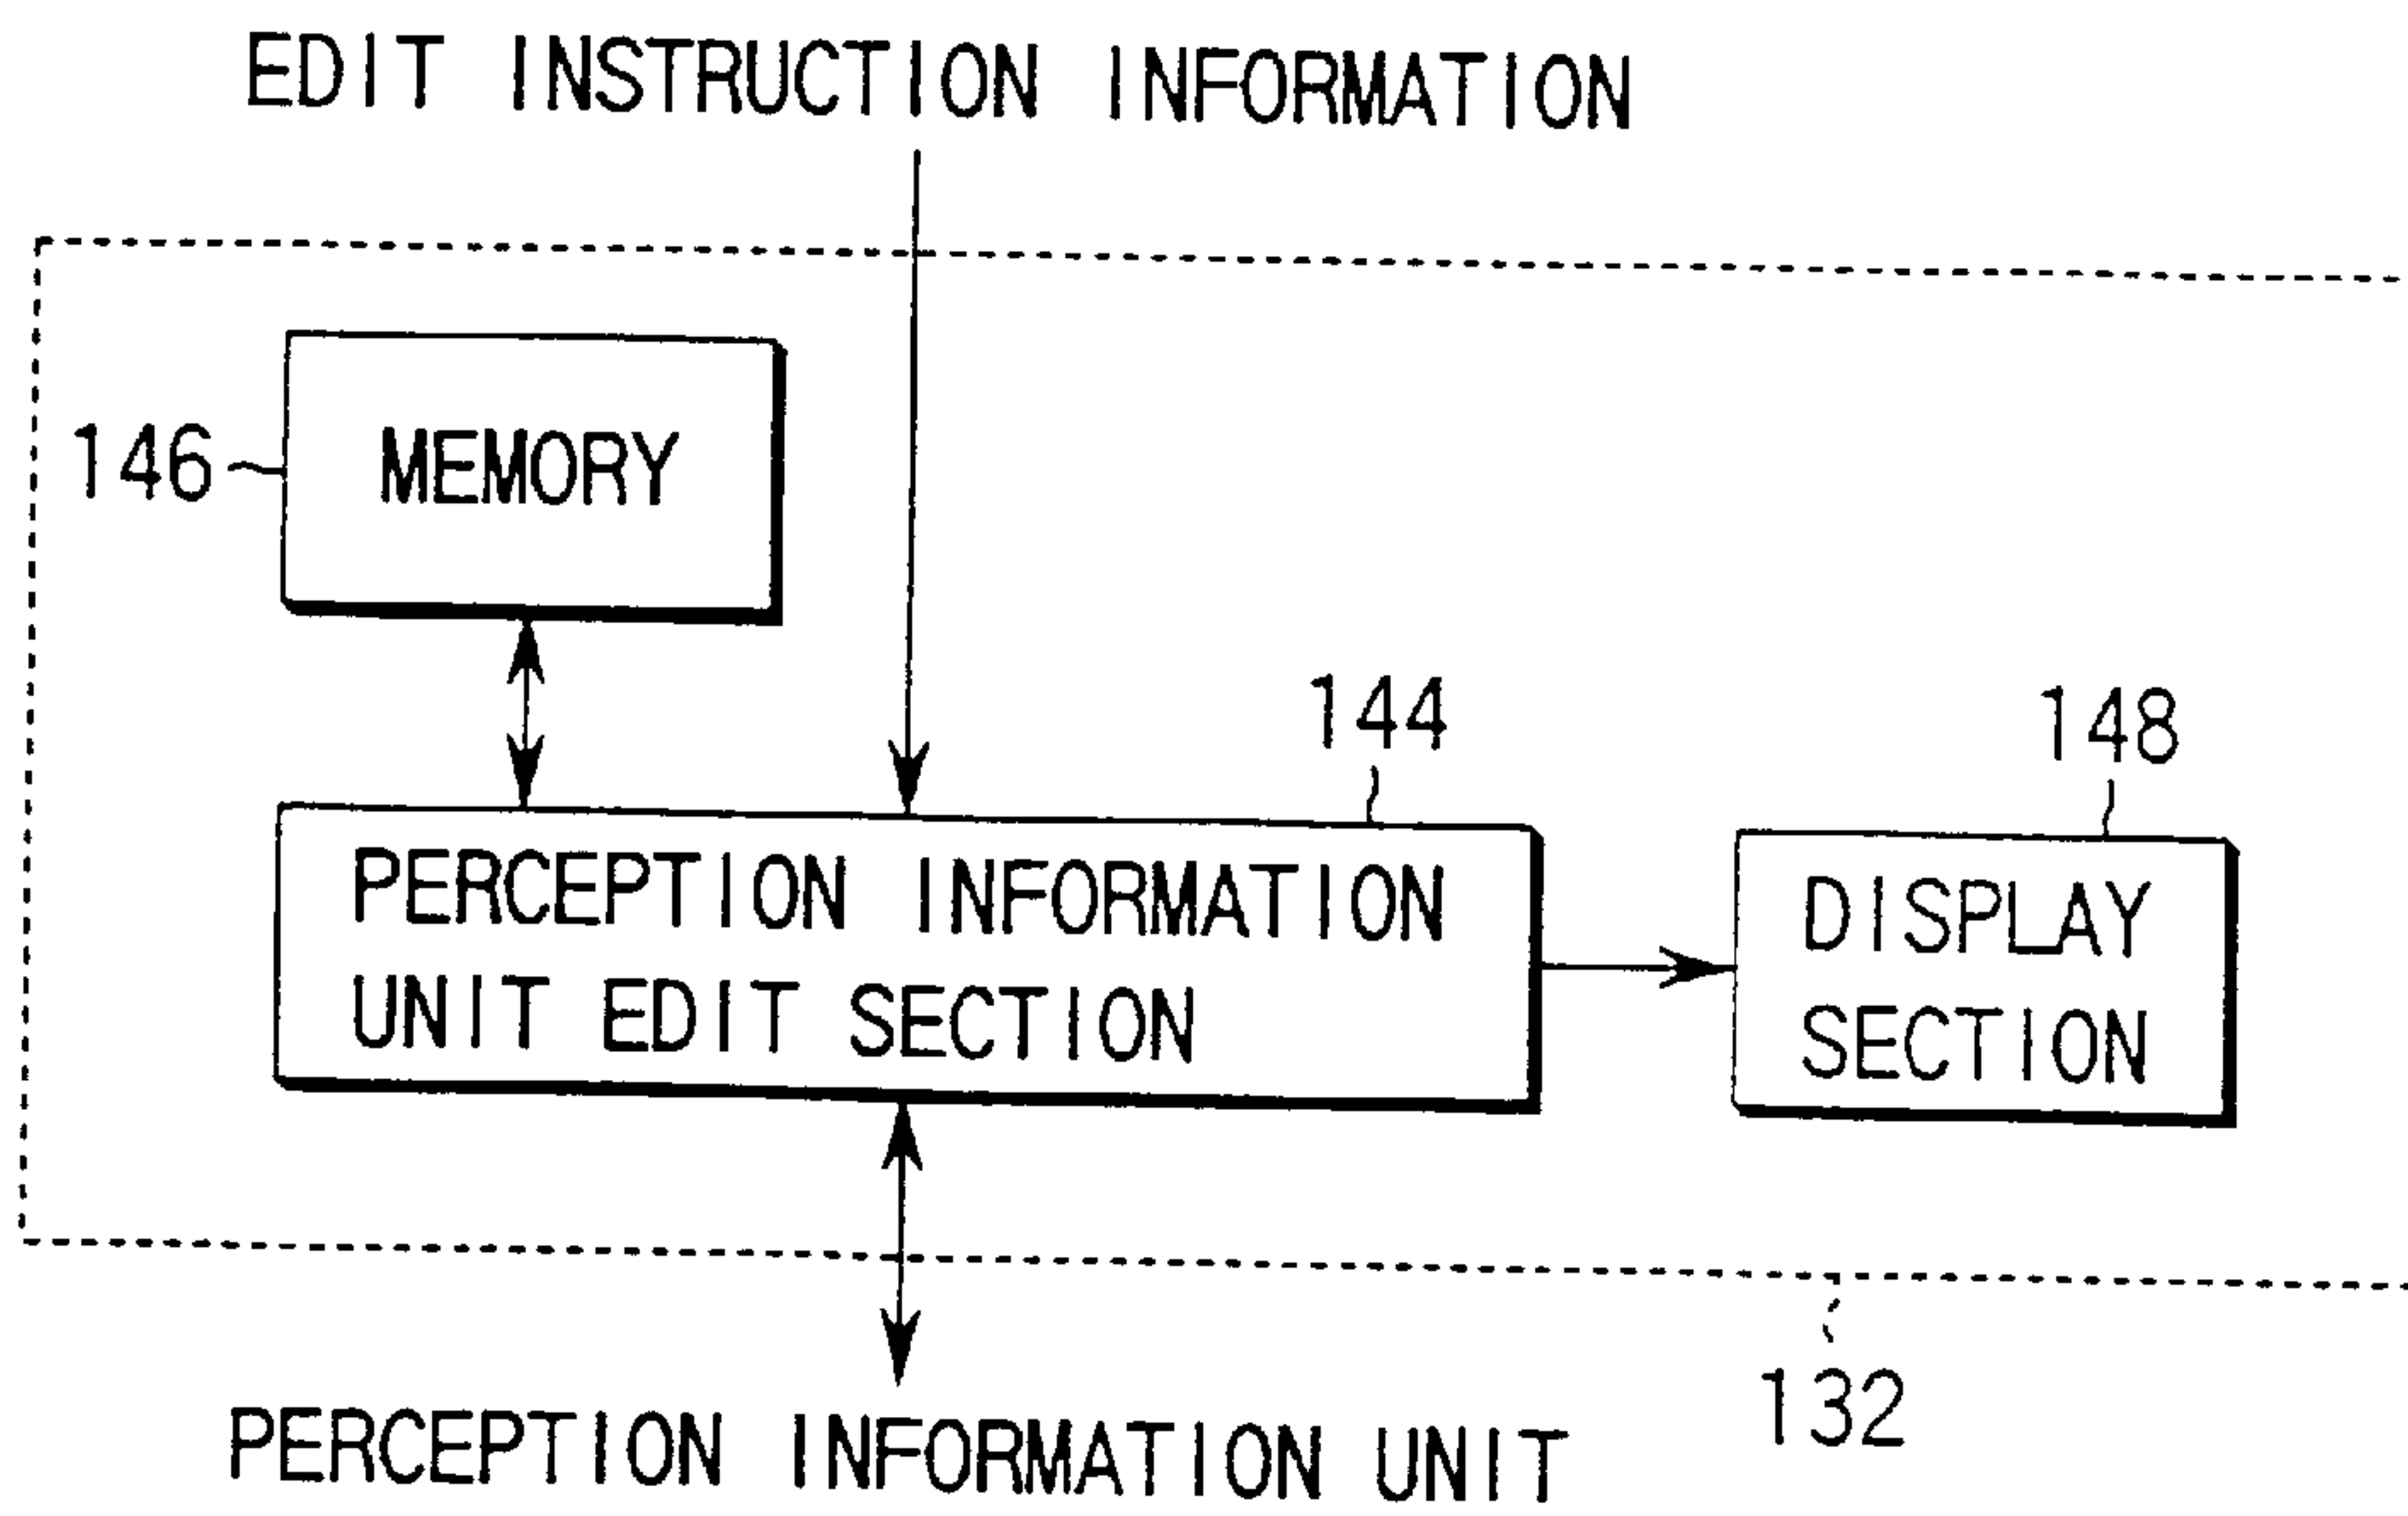 EDIT INSTRUCTION INFORMATION
146
MEMORY
144
148
PERCEPTION INFORMATION
UNIT EDIT SECTION
DISPLAY
SECTION
132
PERCEPTION INFORMATION UNIT